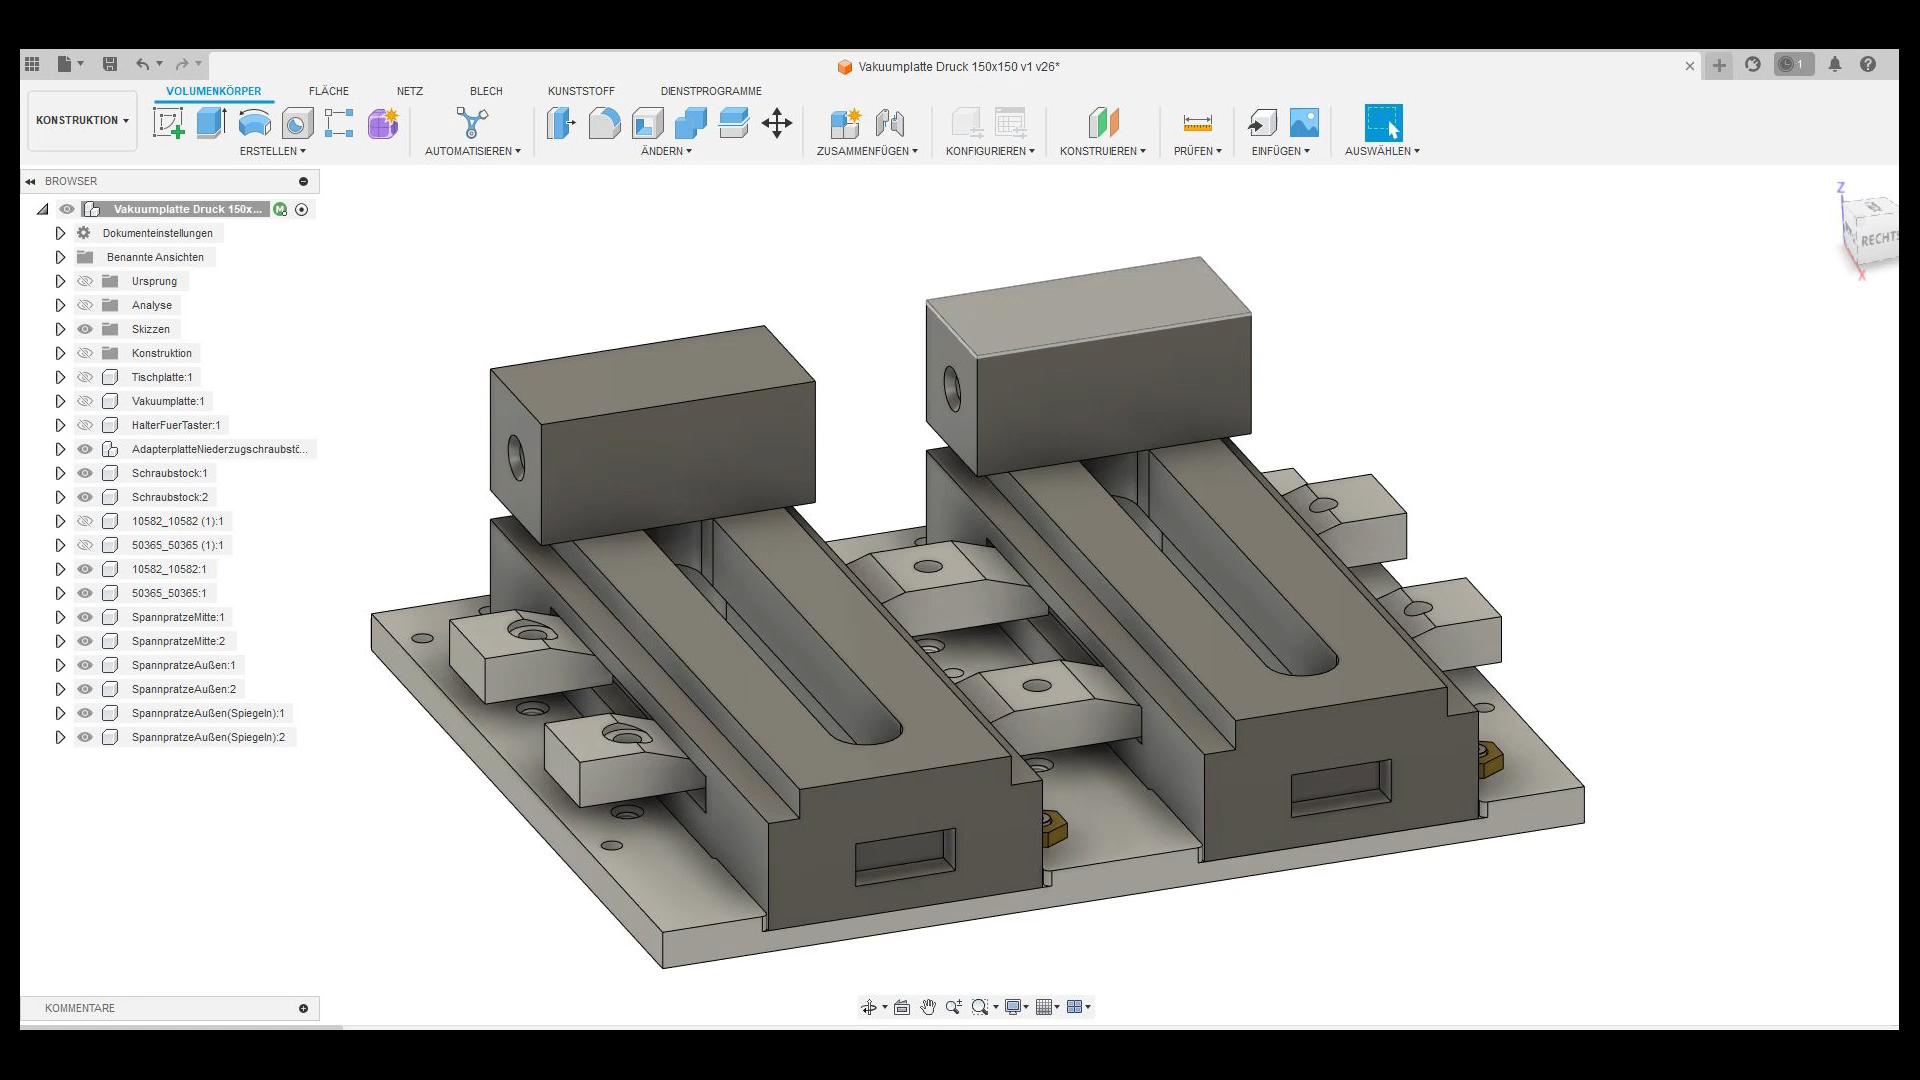 Vakuumplatte Druck 150x150 v1 v26*
1
VOLUMENKÖRPER FLÄCHE NETZ BLECH KUNSTSTOFF DIENSTPROGRAMME
KONSTRUKTION
ERSTELLEN AUTOMATISIEREN ÄNDERN ZUSAMMENFÜGEN KONFIGURIEREN KONSTRUIEREN PRÜFEN EINFÜGEN AUSWÄHLEN
BROWSER
Vakuumplatte Druck 150x...
M
Dokumenteinstellungen
Benannte Ansichten
Ursprung
Analyse
Skizzen
Konstruktion
Tischplatte:1
Vakuumplatte:1
HalterFuerTaster:1
AdapterplatteNiederzugschraubstö...
Schraubstock:1
Schraubstock:2
10582_10582 (1):1
50365_50365 (1):1
10582_10582:1
50365_50365:1
SpannpratzeMitte:1
SpannpratzeMitte:2
SpannpratzeAußen:1
SpannpratzeAußen:2
SpannpratzeAußen(Spiegeln):1
SpannpratzeAußen(Spiegeln):2
Z
RECHTS
X
KOMMENTARE